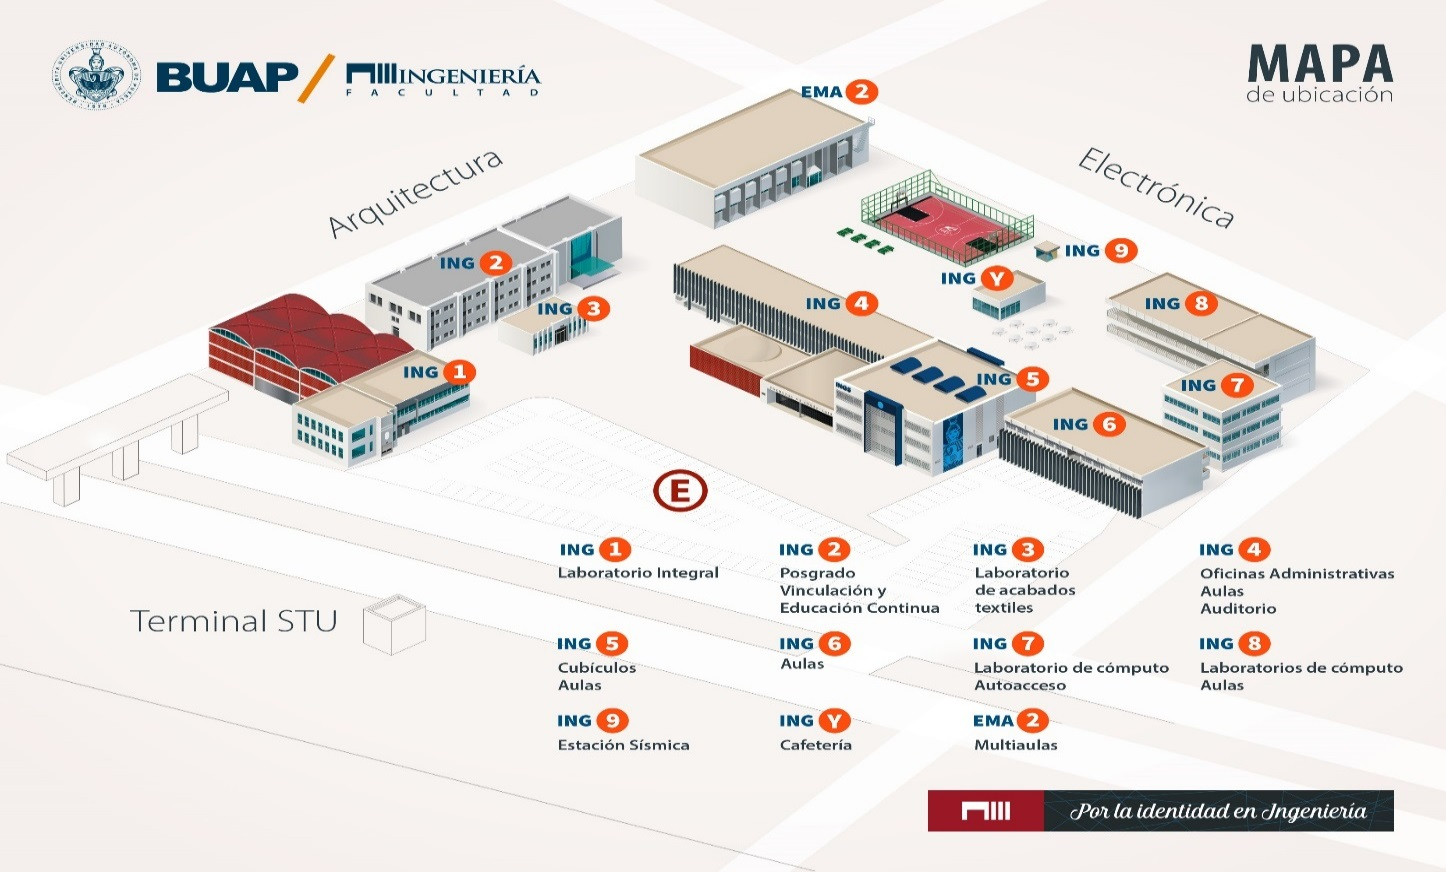 BUAP
INGENIERÍA
FACULTAD
MAPA
de ubicación
EMA 2
Arquitectura
Electrónica
ING 9
ING 2
ING Y
ING 3
ING 4
ING 8
ING 1
ING5
ING 5
ING 7
ING 6
E
ING 1
Laboratorio Integral
ING 2
Posgrado
Vinculación y
Educación Continua
ING 3
Laboratorio
de acabados
textiles
ING 4
Oficinas Administrativas
Aulas
Auditorio
Terminal STU
ING 5
Cubículos
Aulas
ING 6
Aulas
ING 7
Laboratorio de cómputo
Autoacceso
ING 8
Laboratorios de cómputo
Aulas
ING 9
Estación Sísmica
ING Y
Cafetería
EMA 2
Multiaulas
Por la identidad en Ingeniería